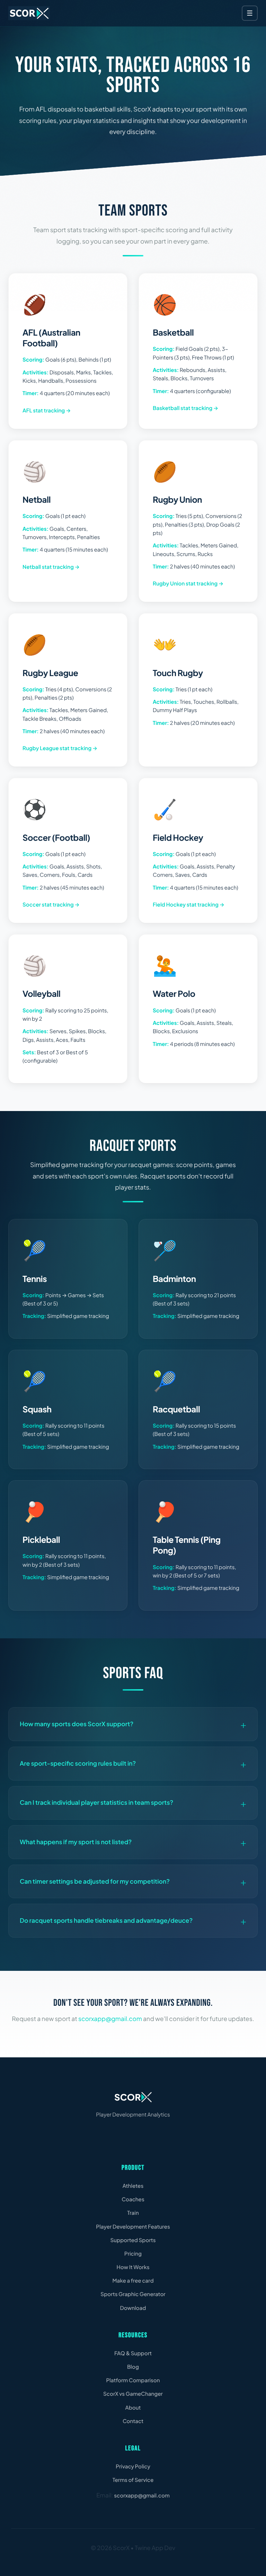 SCORX
YOUR STATS, TRACKED ACROSS 16
SPORTS
From AFL disposals to basketball skills, ScorX adapts to your sport with its own
scoring rules, your player statistics and insights that show your development in
every discipline.
TEAM SPORTS
Team sport stats tracking with sport-specific scoring and full activity
logging, so you can see your own part in every game.
AFL (Australian
Football)
Scoring: Goals (6 pts), Behinds (1 pt)
Activities: Disposals, Marks, Tackles,
Kicks, Handballs, Possessions
Timer: 4 quarters (20 minutes each)
AFL stat tracking →
Basketball
Scoring: Field Goals (2 pts), 3-
Pointers (3 pts), Free Throws (1 pt)
Activities: Rebounds, Assists,
Steals, Blocks, Turnovers
Timer: 4 quarters (configurable)
Basketball stat tracking →
Netball
Scoring: Goals (1 pt each)
Activities: Goals, Centers,
Turnovers, Intercepts, Penalties
Timer: 4 quarters (15 minutes each)
Netball stat tracking →
Rugby Union
Scoring: Tries (5 pts), Conversions (2
pts), Penalties (3 pts), Drop Goals (2
pts)
Activities: Tackles, Meters Gained,
Lineouts, Scrums, Rucks
Timer: 2 halves (40 minutes each)
Rugby Union stat tracking →
Rugby League
Scoring: Tries (4 pts), Conversions (2
pts), Penalties (2 pts)
Activities: Tackles, Meters Gained,
Tackle Breaks, Offloads
Timer: 2 halves (40 minutes each)
Rugby League stat tracking →
Touch Rugby
Scoring: Tries (1 pt each)
Activities: Tries, Touches, Rollballs,
Dummy Half Plays
Timer: 2 halves (20 minutes each)
Soccer (Football)
Scoring: Goals (1 pt each)
Activities: Goals, Assists, Shots,
Saves, Corners, Fouls, Cards
Timer: 2 halves (45 minutes each)
Soccer stat tracking →
Field Hockey
Scoring: Goals (1 pt each)
Activities: Goals, Assists, Penalty
Corners, Saves, Cards
Timer: 4 quarters (15 minutes each)
Field Hockey stat tracking →
Volleyball
Scoring: Rally scoring to 25 points,
win by 2
Activities: Serves, Spikes, Blocks,
Digs, Assists, Aces, Faults
Sets: Best of 3 or Best of 5
(configurable)
Water Polo
Scoring: Goals (1 pt each)
Activities: Goals, Assists, Steals,
Blocks, Exclusions
Timer: 4 periods (8 minutes each)
RACQUET SPORTS
Simplified game tracking for your racquet games: score points, games
and sets with each sport's own rules. Racquet sports don't record full
player stats.
Tennis
Scoring: Points → Games → Sets
(Best of 3 or 5)
Tracking: Simplified game tracking
Badminton
Scoring: Rally scoring to 21 points
(Best of 3 sets)
Tracking: Simplified game tracking
Squash
Scoring: Rally scoring to 11 points
(Best of 5 sets)
Tracking: Simplified game tracking
Racquetball
Scoring: Rally scoring to 15 points
(Best of 3 sets)
Tracking: Simplified game tracking
Pickleball
Scoring: Rally scoring to 11 points,
win by 2 (Best of 3 sets)
Tracking: Simplified game tracking
Table Tennis (Ping
Pong)
Scoring: Rally scoring to 11 points,
win by 2 (Best of 5 or 7 sets)
Tracking: Simplified game tracking
SPORTS FAQ
How many sports does ScorX support? +
Are sport-specific scoring rules built in? +
Can I track individual player statistics in team sports? +
What happens if my sport is not listed? +
Can timer settings be adjusted for my competition? +
Do racquet sports handle tiebreaks and advantage/deuce? +
DON'T SEE YOUR SPORT? WE'RE ALWAYS EXPANDING.
Request a new sport at scorxapp@gmail.com and we'll consider it for future updates.
SCORX
Player Development Analytics
PRODUCT
Athletes
Coaches
Train
Player Development Features
Supported Sports
Pricing
How It Works
Make a free card
Sports Graphic Generator
Download
RESOURCES
FAQ & Support
Blog
Platform Comparison
ScorX vs GameChanger
About
Contact
LEGAL
Privacy Policy
Terms of Service
Email: scorxapp@gmail.com